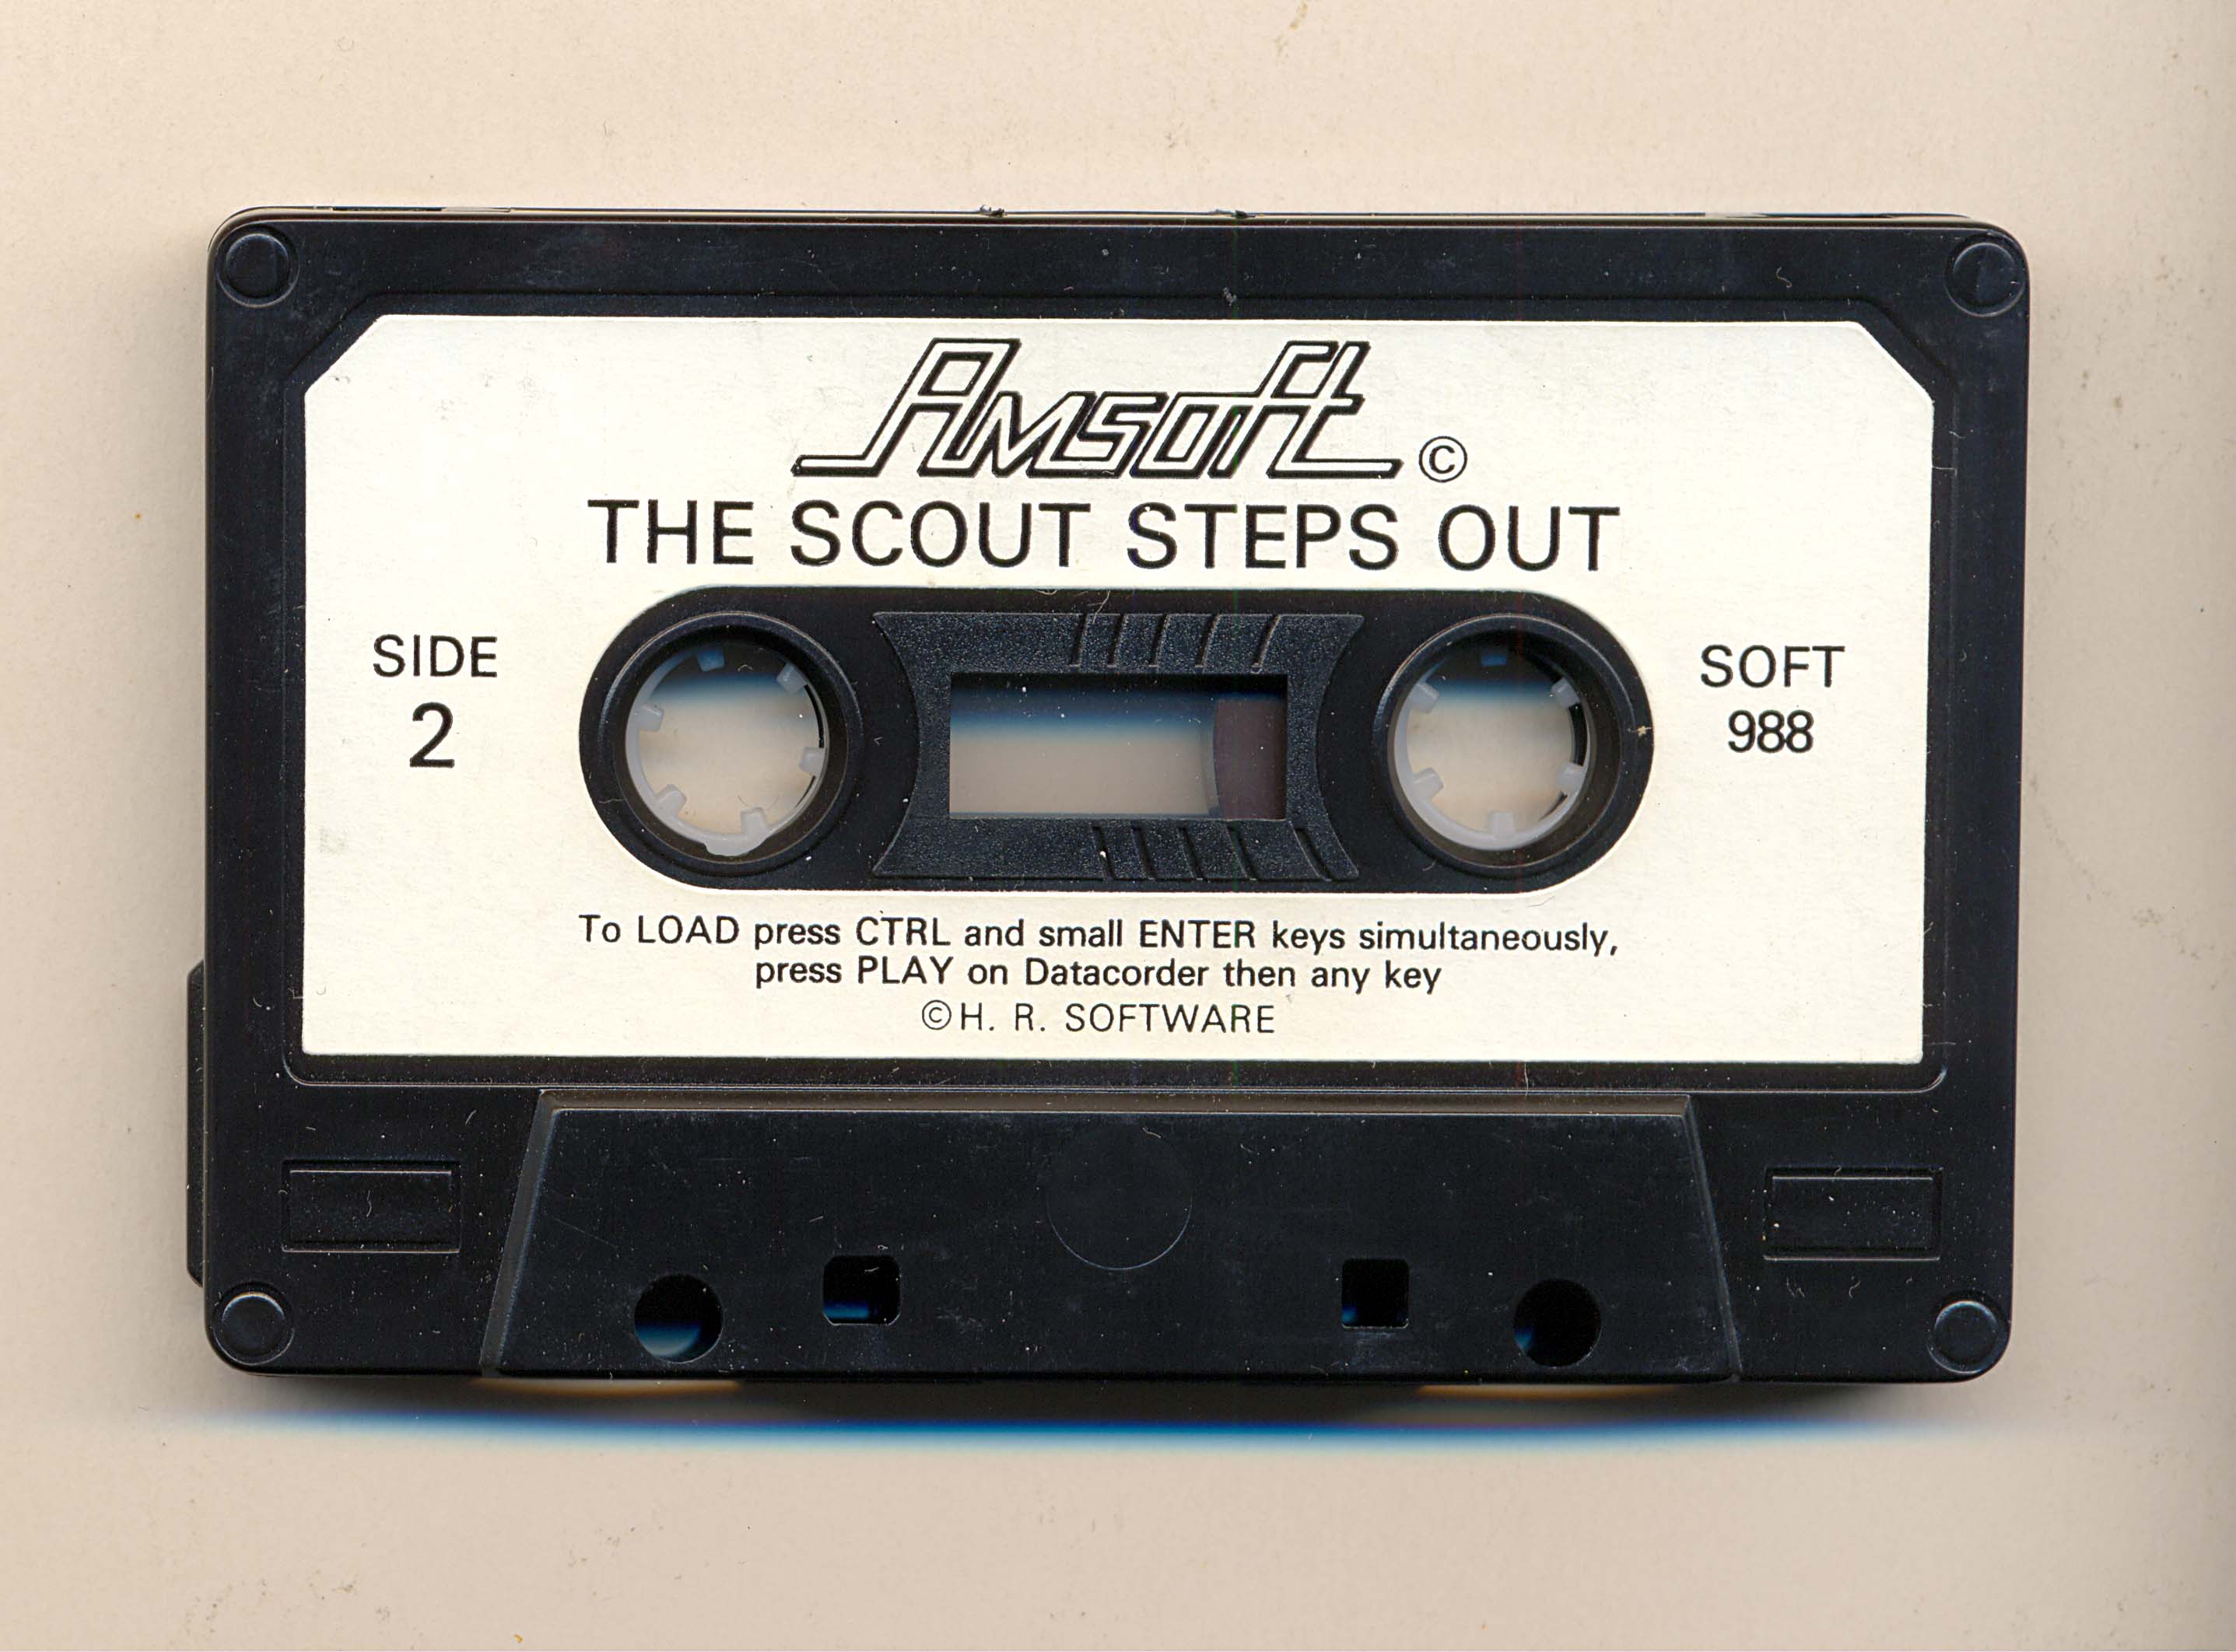 Amsoft ©
THE SCOUT STEPS OUT
SIDE
2
SOFT
988
To LOAD press CTRL and small ENTER keys simultaneously,
press PLAY on Datacorder then any key
©H. R. SOFTWARE